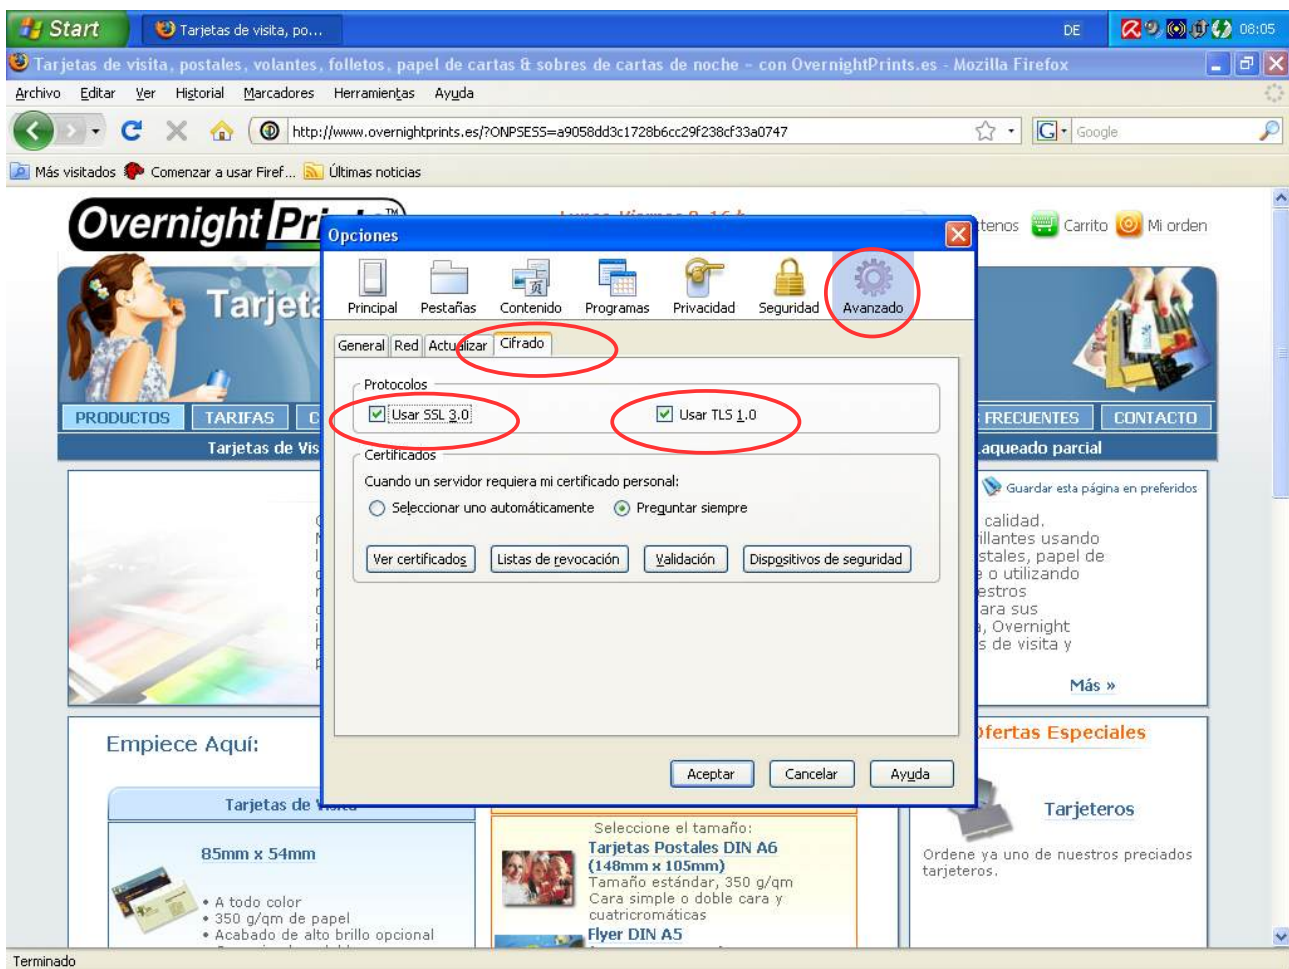 Start
Tarjetas de visita, po...
DE
08:05
Tarjetas de visita, postales, volantes, folletos, papel de cartas & sobres de cartas de noche - con OvernightPrints.es - Mozilla Firefox
Archivo Editar Ver Historial Marcadores Herramientas Ayuda
http://www.overnightprints.es/?ONPSESS=a9058dd3c1728b6cc29f238cf33a0747
G Google
Más visitados Comenzar a usar Firef... Últimas noticias
Overnight Pri
TM
tenos Carrito Mi orden
Opciones
Principal Pestañas Contenido Programas Privacidad Seguridad Avanzado
Tarjeta
General Red Actualizar Cifrado
Protocolos
Usar SSL 3.0 Usar TLS 1.0
PRODUCTOS TARIFAS C
FRECUENTES CONTACTO
Tarjetas de Vis
aqueado parcial
Certificados
Cuando un servidor requiera mi certificado personal:
Seleccionar uno automáticamente Preguntar siempre
Ver certificados Listas de revocación Validación Dispositivos de seguridad
Guardar esta página en preferidos
calidad.
illantes usando
stales, papel de
o utilizando
estros
ara sus
, Overnight
s de visita y
Más »
Aceptar Cancelar Ayuda
Empiece Aquí:
Ofertas Especiales
Tarjetas de Visita
85mm x 54mm
• A todo color
• 350 g/qm de papel
• Acabado de alto brillo opcional
Seleccione el tamaño:
Tarjetas Postales DIN A6
(148mm x 105mm)
Tamaño estándar, 350 g/qm
Cara simple o doble cara y
cuatricromáticas
Flyer DIN A5
Tarjeteros
Ordene ya uno de nuestros preciados
tarjeteros.
Terminado